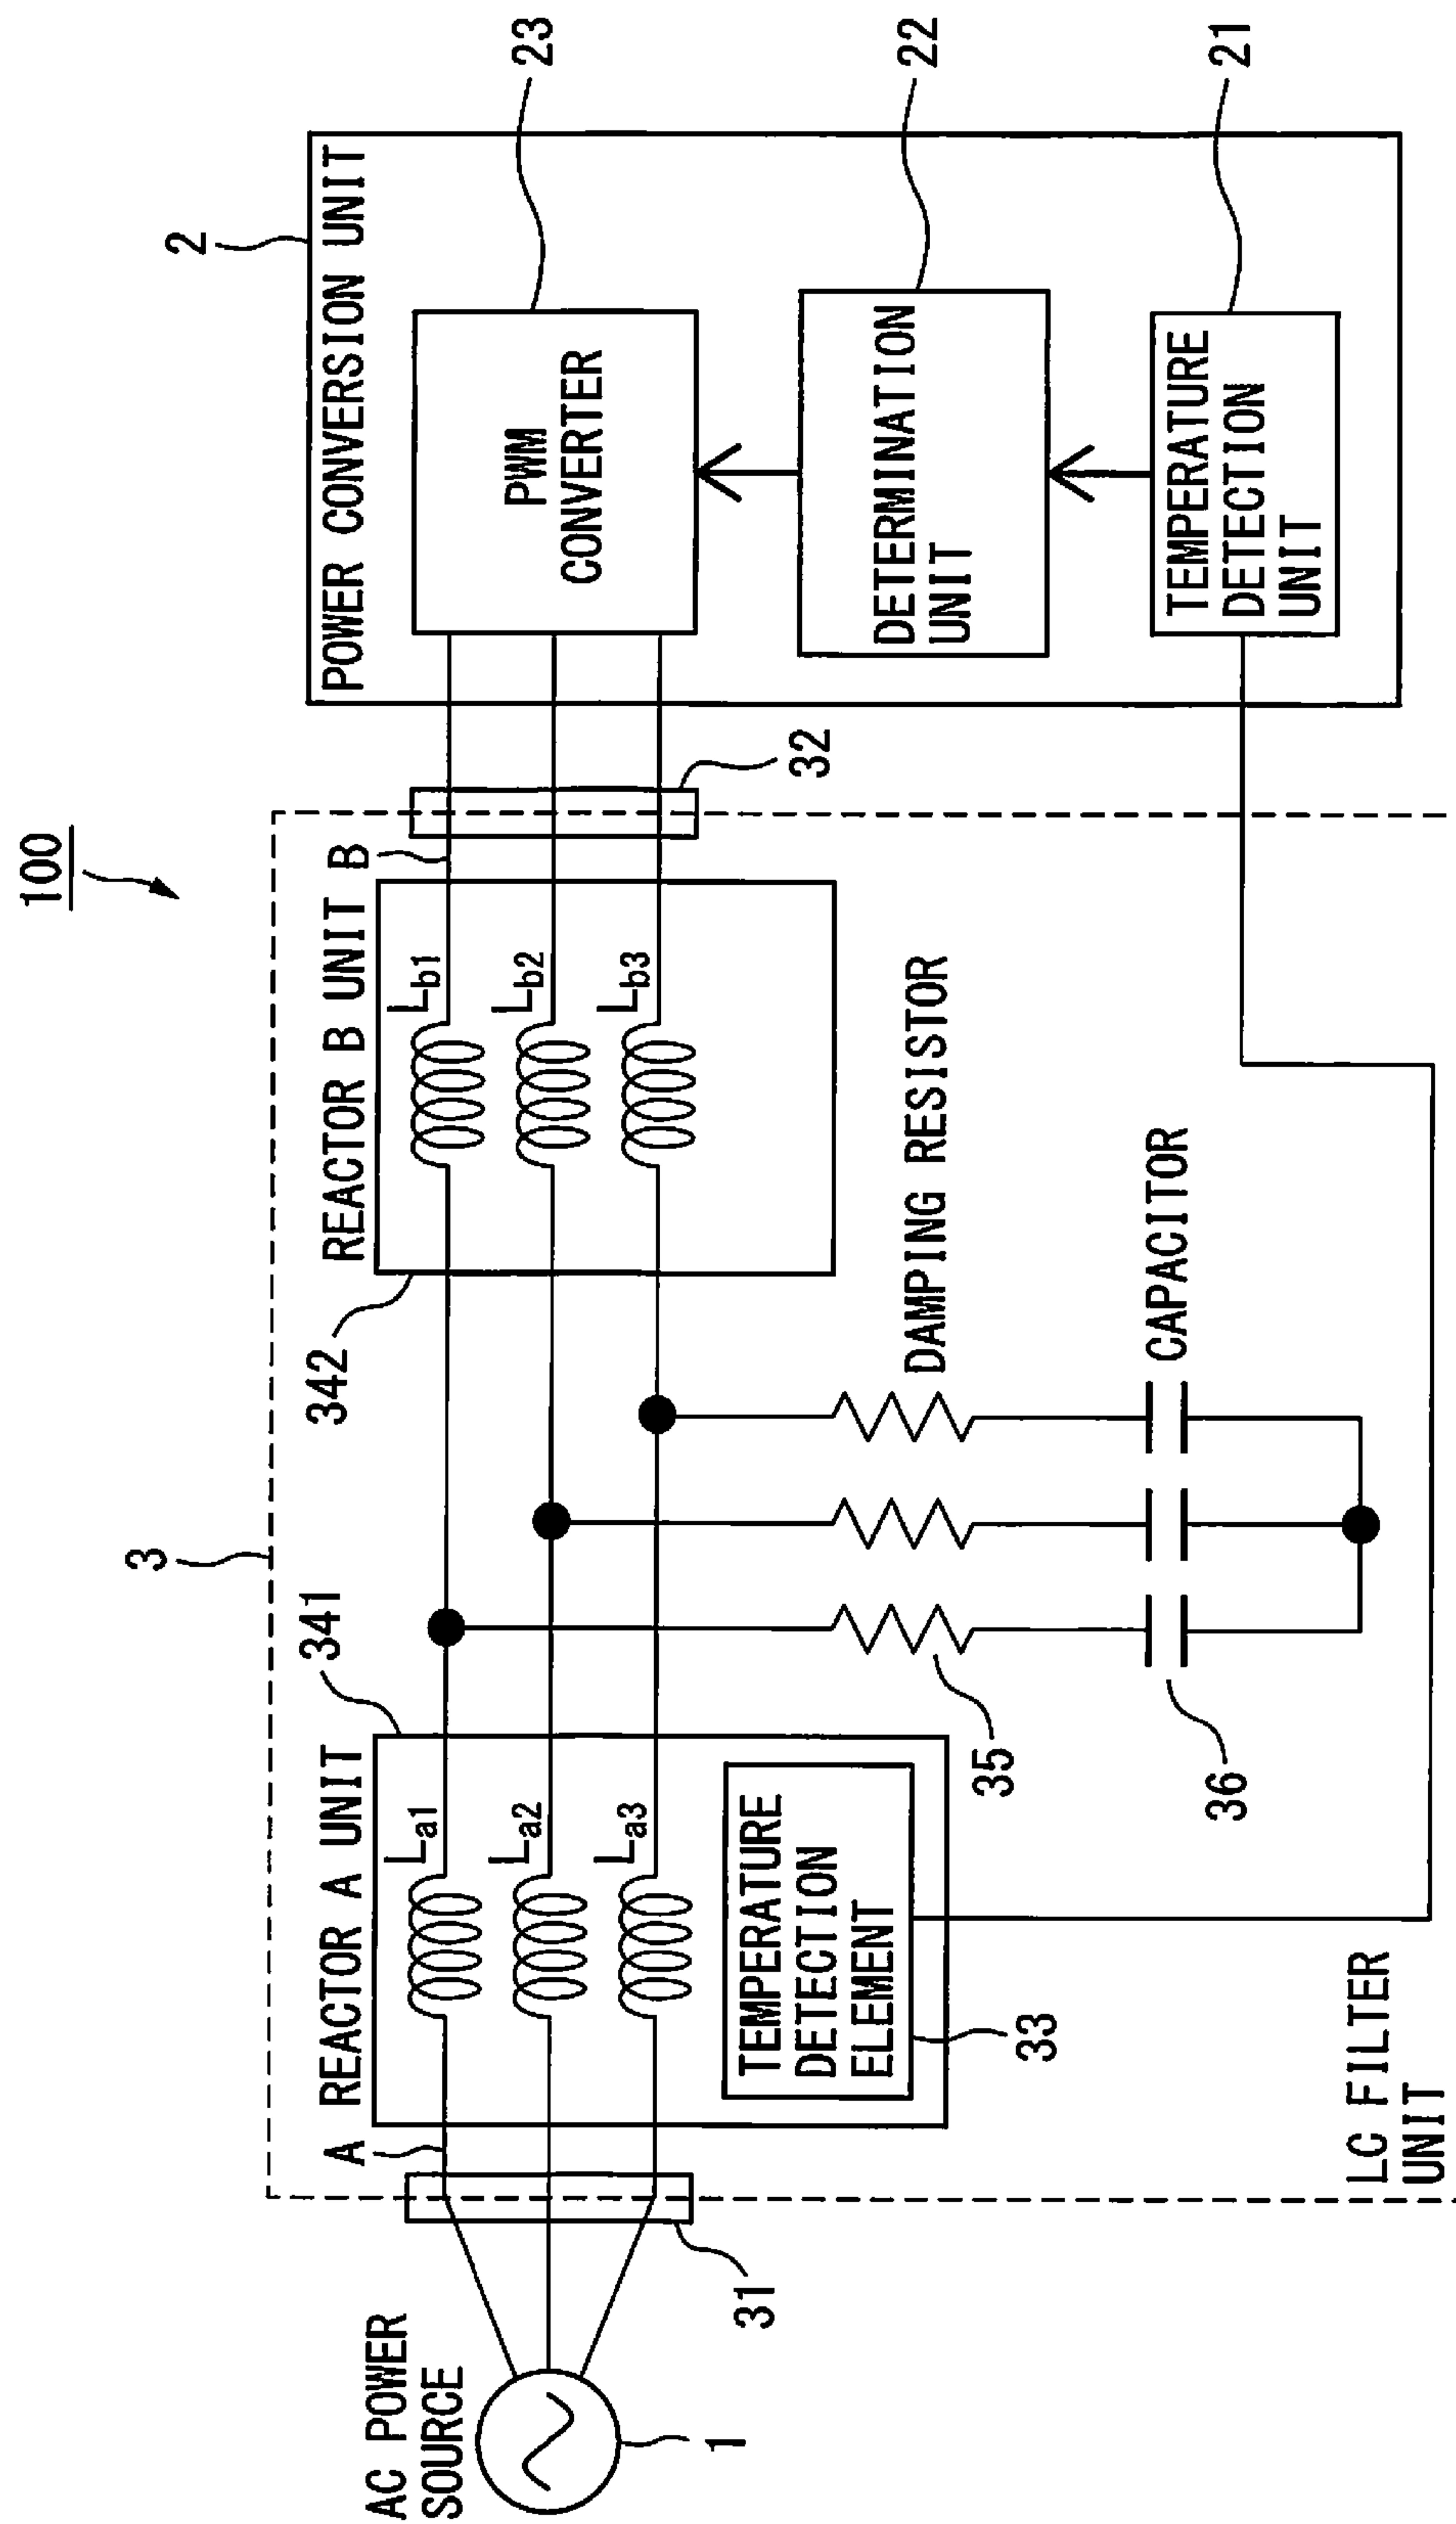 100
3
2
POWER CONVERSION UNIT
AC POWER
SOURCE
1
A
31
REACTOR A UNIT
341
La1
La2
La3
TEMPERATURE
DETECTION
ELEMENT
33
342
REACTOR B UNIT
B
Lb1
Lb2
Lb3
32
DAMPING RESISTOR
35
CAPACITOR
36
LC FILTER
UNIT
PWM
CONVERTER
23
DETERMINATION
UNIT
22
TEMPERATURE
DETECTION
UNIT
21